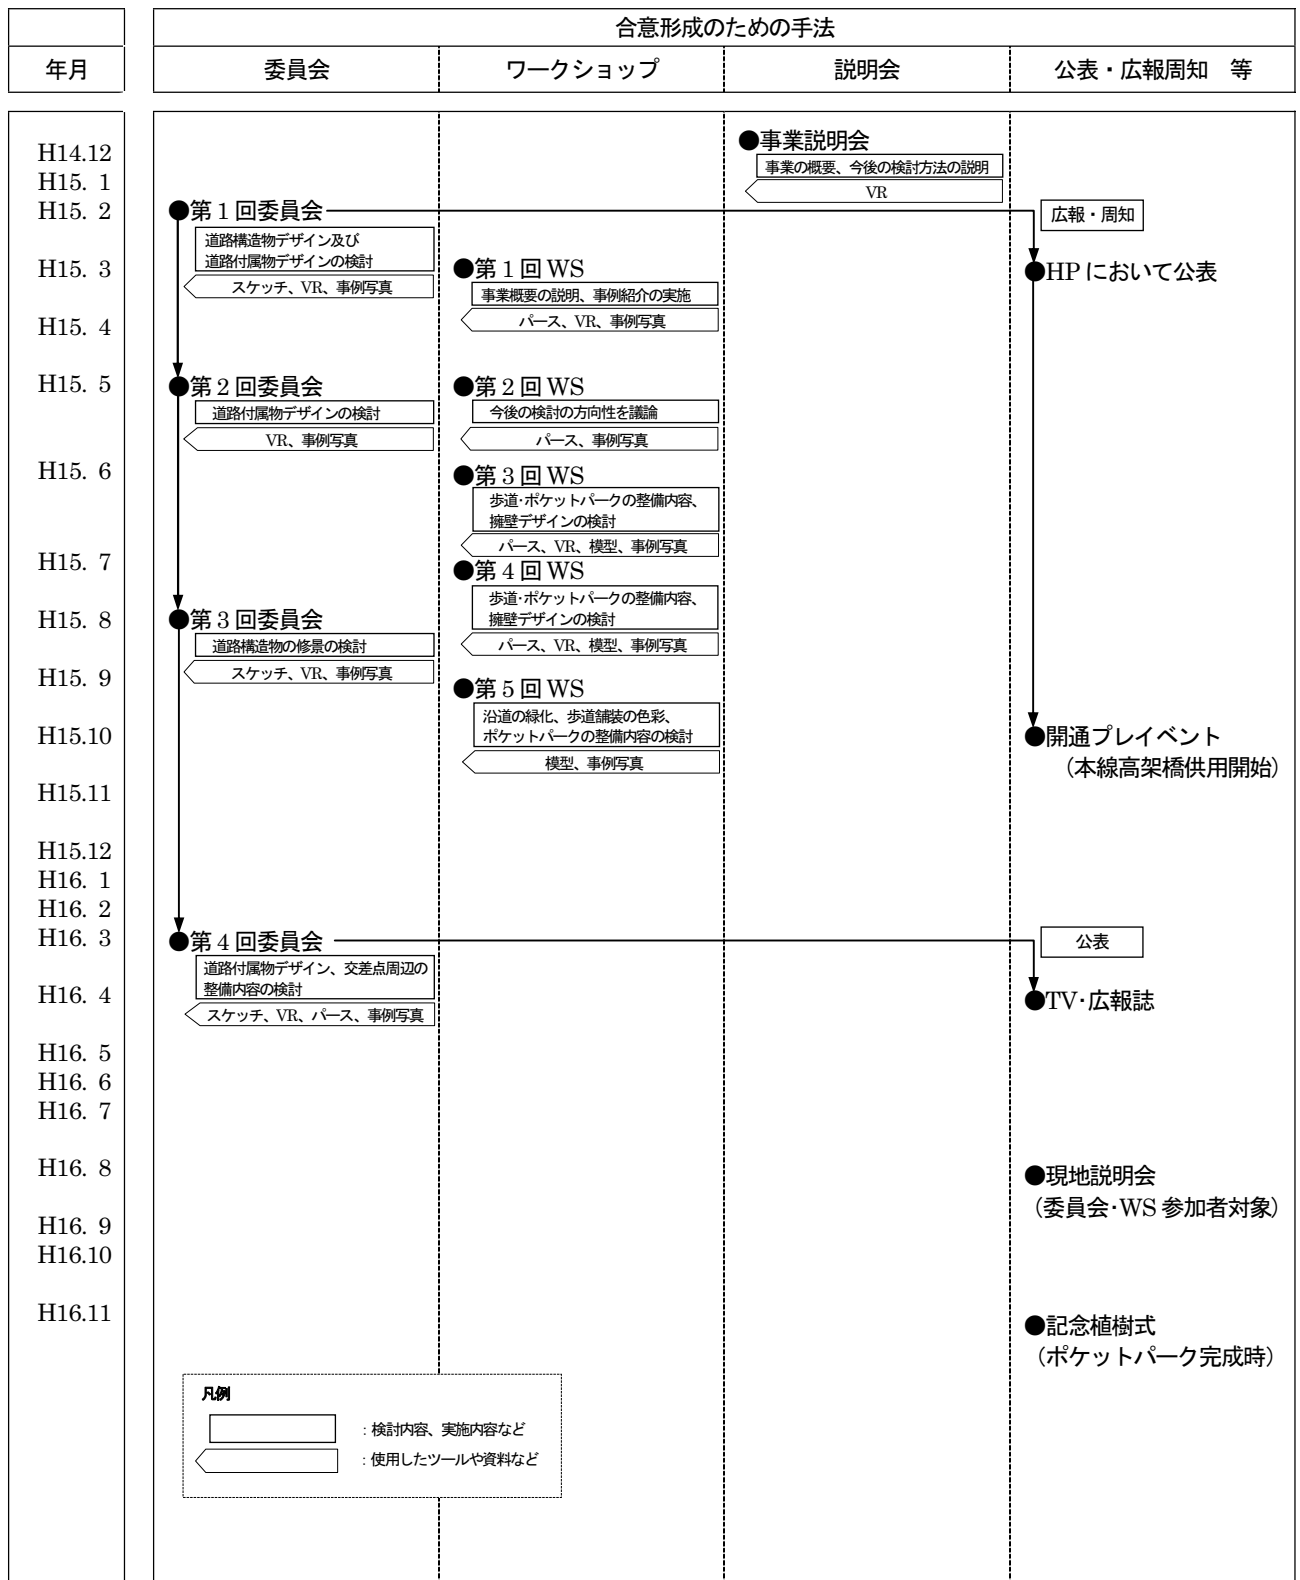 合意形成のための手法
年月
委員会
ワークショップ
説明会
公表・広報周知　等
H14.12
●事業説明会
事業の概要、今後の検討方法の説明
VR
H15. 1
H15. 2
●第 1 回委員会
広報・周知
道路構造物デザイン及び
道路付属物デザインの検討
スケッチ、VR、事例写真
H15. 3
●第 1 回 WS
事業概要の説明、事例紹介の実施
パース、VR、事例写真
●HP において公表
H15. 4
H15. 5
●第 2 回委員会
道路付属物デザインの検討
VR、事例写真
●第 2 回 WS
今後の検討の方向性を議論
パース、事例写真
H15. 6
●第 3 回 WS
歩道･ポケットパークの整備内容、
擁壁デザインの検討
パース、VR、模型、事例写真
H15. 7
●第 4 回 WS
歩道･ポケットパークの整備内容、
擁壁デザインの検討
パース、VR、模型、事例写真
H15. 8
●第 3 回委員会
道路構造物の修景の検討
スケッチ、VR、事例写真
H15. 9
●第 5 回 WS
沿道の緑化、歩道舗装の色彩、
ポケットパークの整備内容の検討
模型、事例写真
H15.10
●開通プレイベント
（本線高架橋供用開始）
H15.11
H15.12
H16. 1
H16. 2
H16. 3
●第 4 回委員会
公表
道路付属物デザイン、交差点周辺の
整備内容の検討
スケッチ、VR、パース、事例写真
H16. 4
●TV･広報誌
H16. 5
H16. 6
H16. 7
H16. 8
●現地説明会
（委員会･WS 参加者対象）
H16. 9
H16.10
H16.11
●記念植樹式
（ポケットパーク完成時）
凡例
：検討内容、実施内容など
：使用したツールや資料など